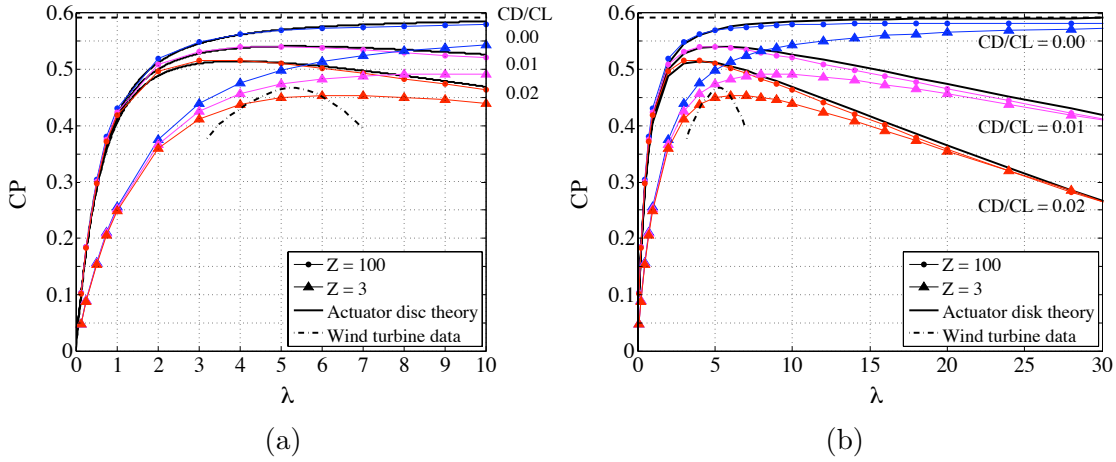 0.6
0.5
0.4
0.3
0.2
0.1
0
CP
0 1 2 3 4 5 6 7 8 9 10
λ
CD/CL
0.00
0.01
0.02
Z = 100
Z = 3
Actuator disc theory
Wind turbine data
(a)
0.6
0.5
0.4
0.3
0.2
0.1
0
CP
0 5 10 15 20 25 30
λ
CD/CL = 0.00
CD/CL = 0.01
CD/CL = 0.02
Z = 100
Z = 3
Actuator disk theory
Wind turbine data
(b)